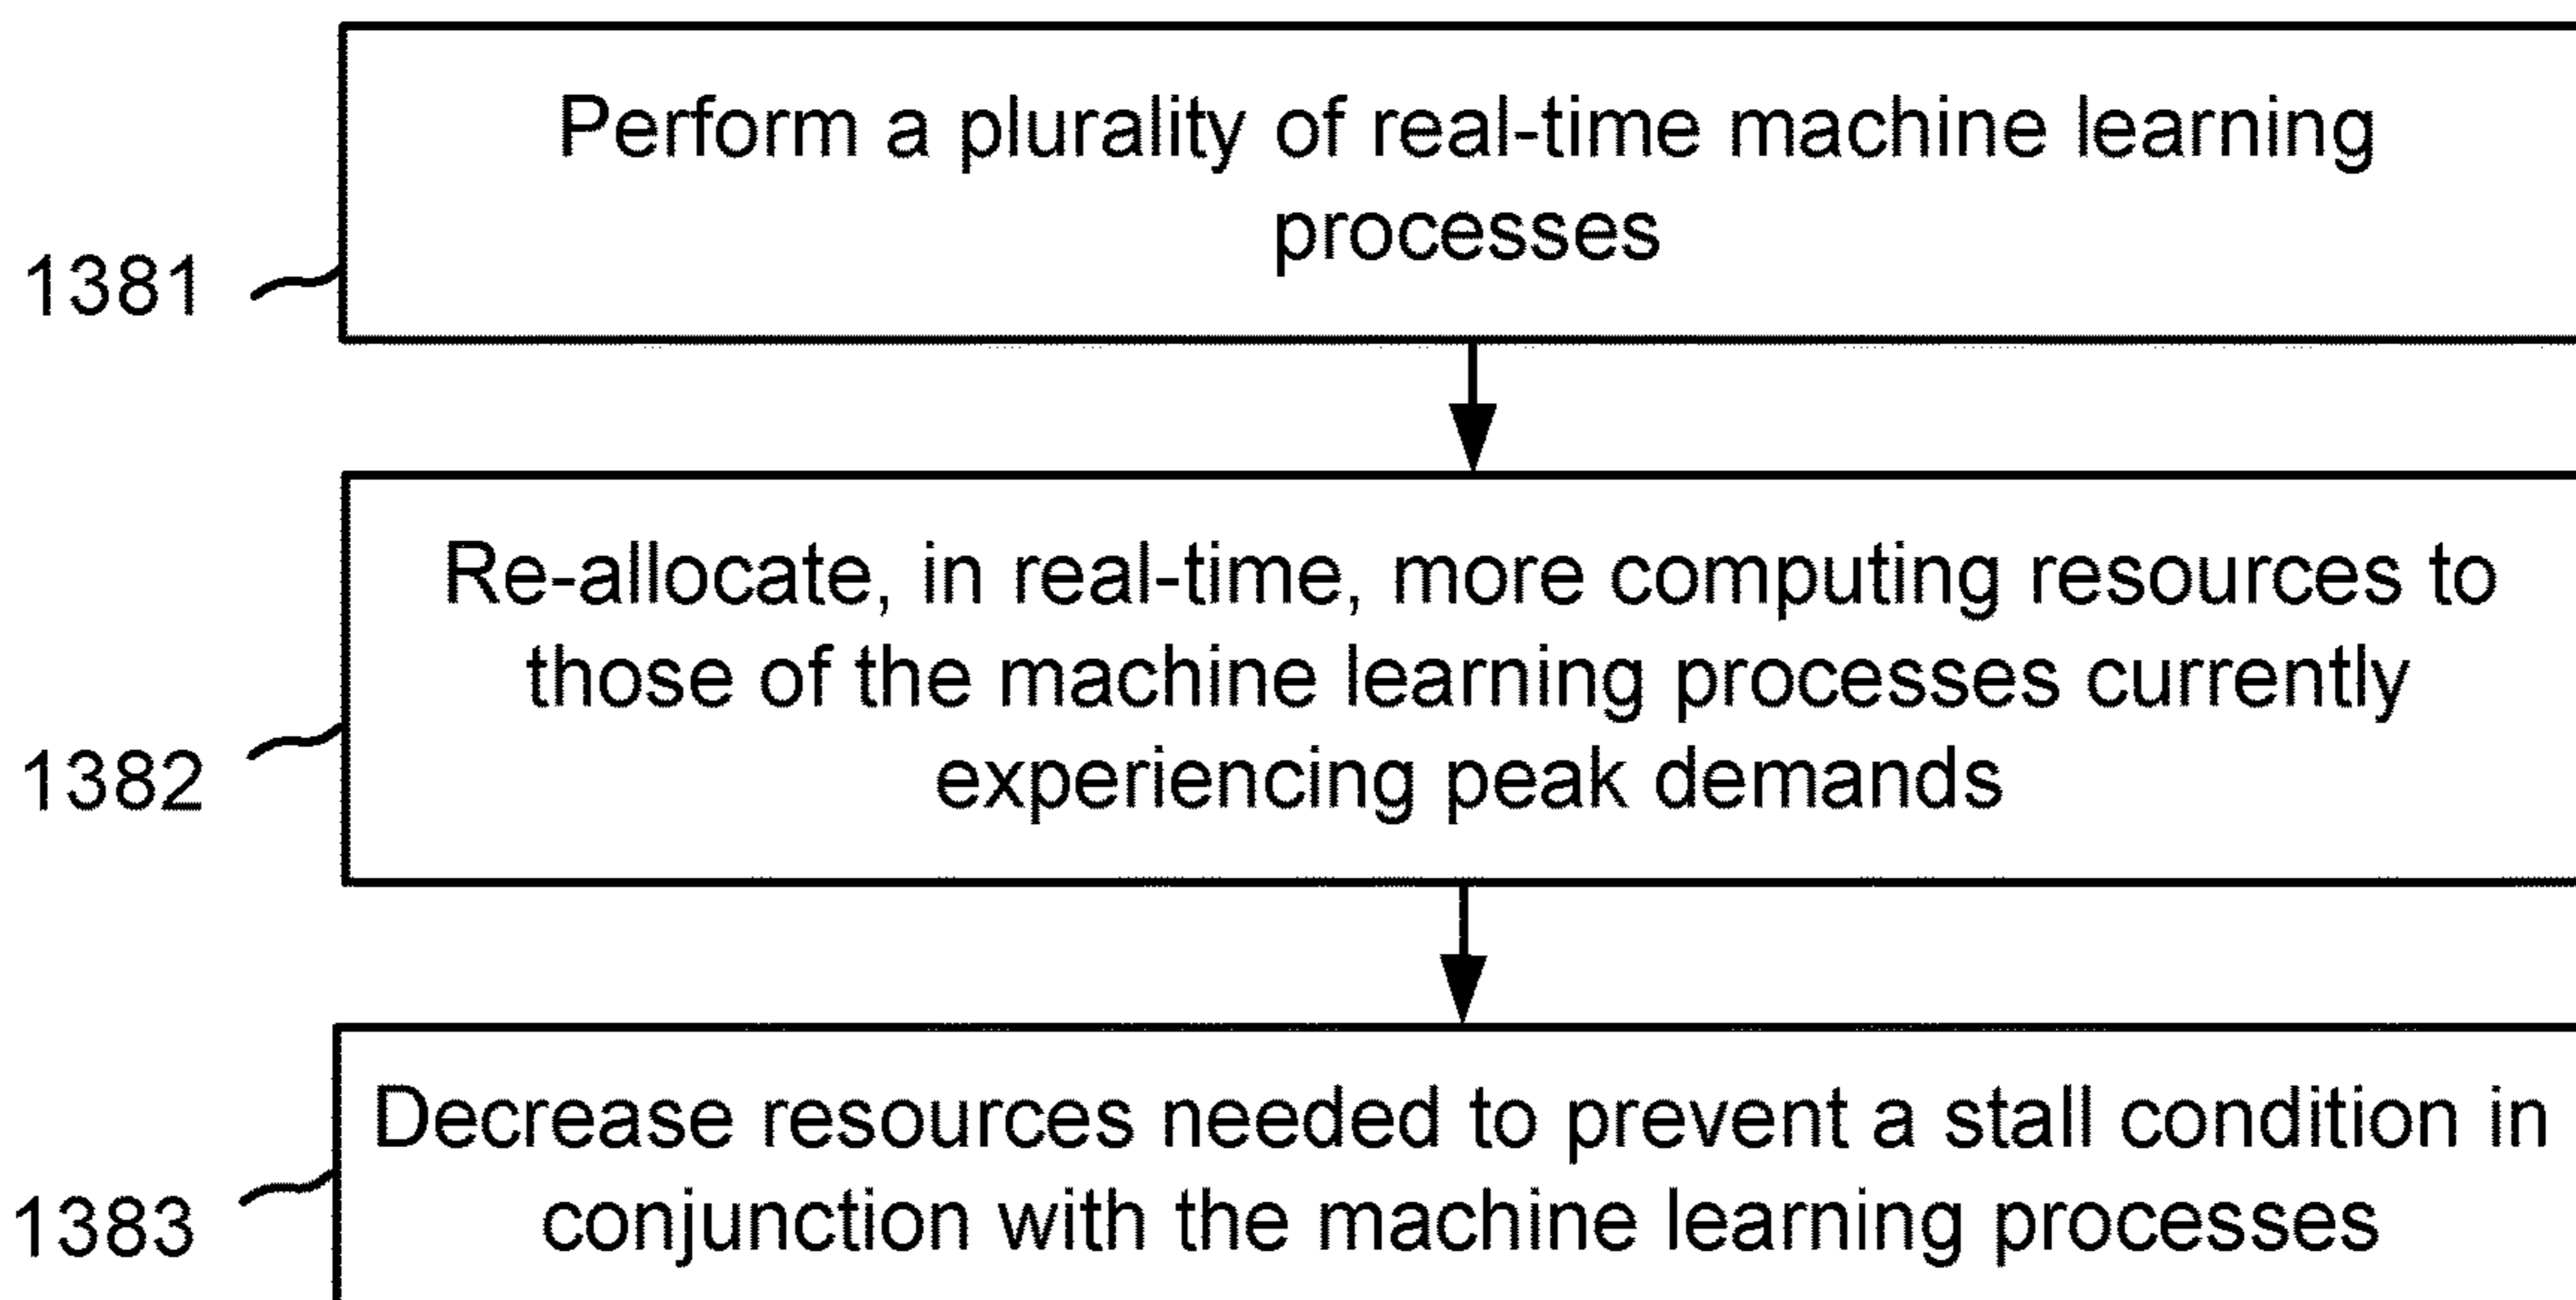 Perform a plurality of real-time machine learning
processes
1381
Re-allocate, in real-time, more computing resources to
those of the machine learning processes currently
experiencing peak demands
1382
Decrease resources needed to prevent a stall condition in
conjunction with the machine learning processes
1383